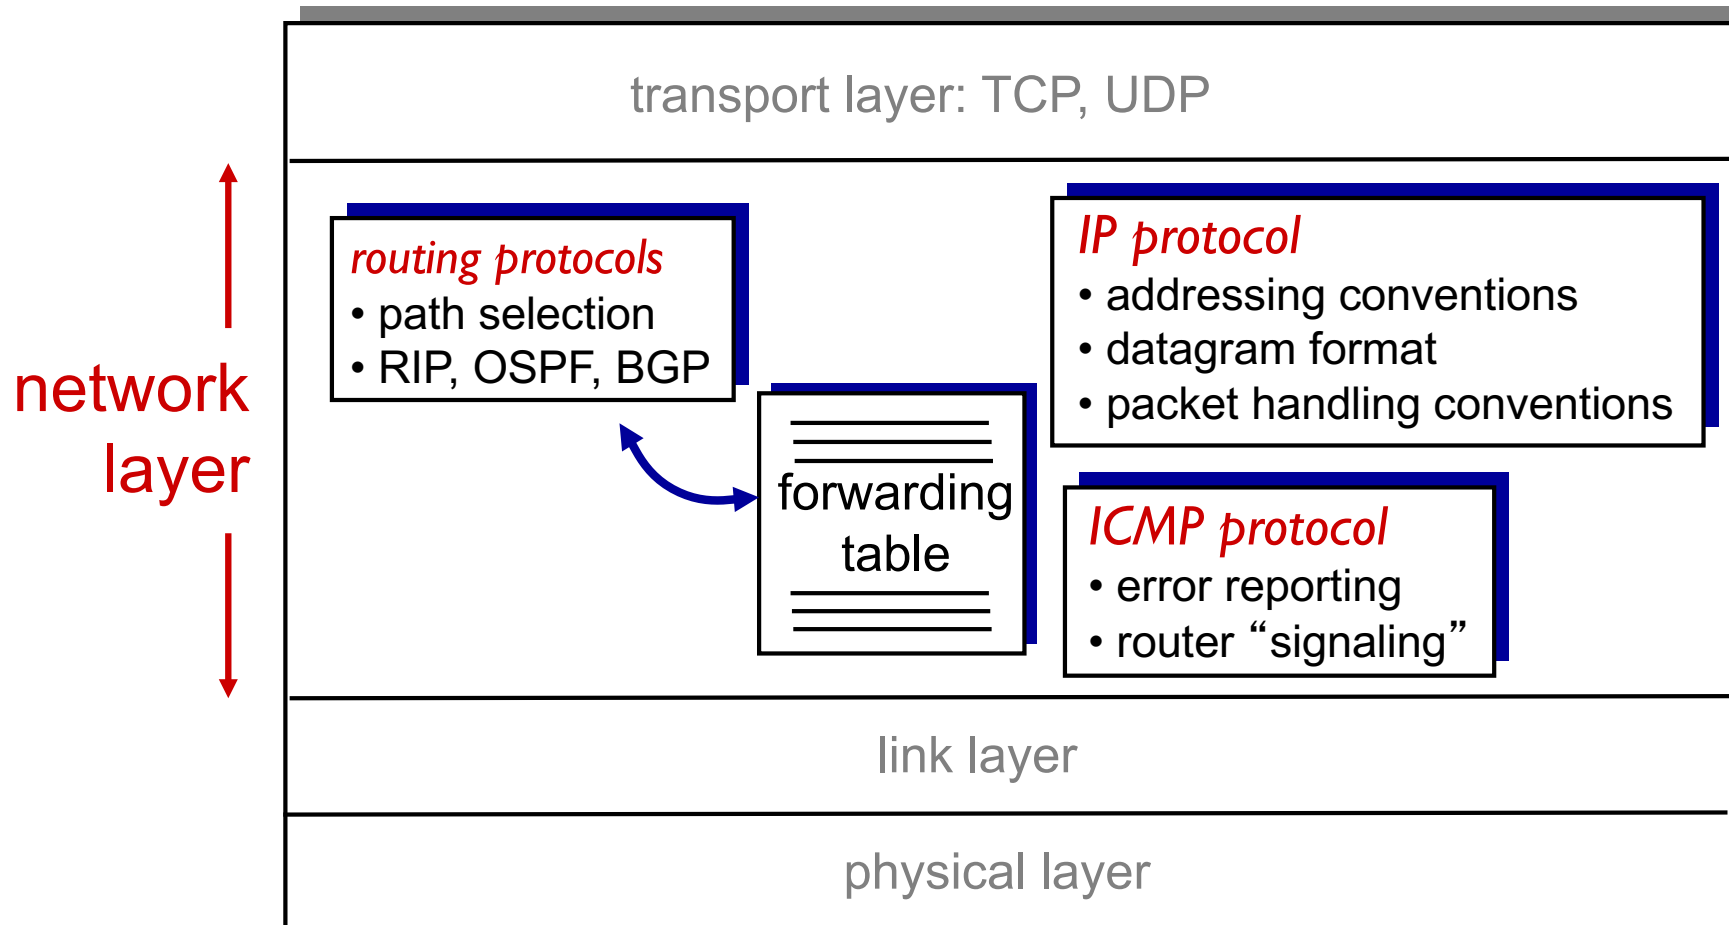 transport layer: TCP, UDP
network
layer
routing protocols
• path selection
• RIP, OSPF, BGP
forwarding
table
IP protocol
• addressing conventions
• datagram format
• packet handling conventions
ICMP protocol
• error reporting
• router “signaling”
link layer
physical layer